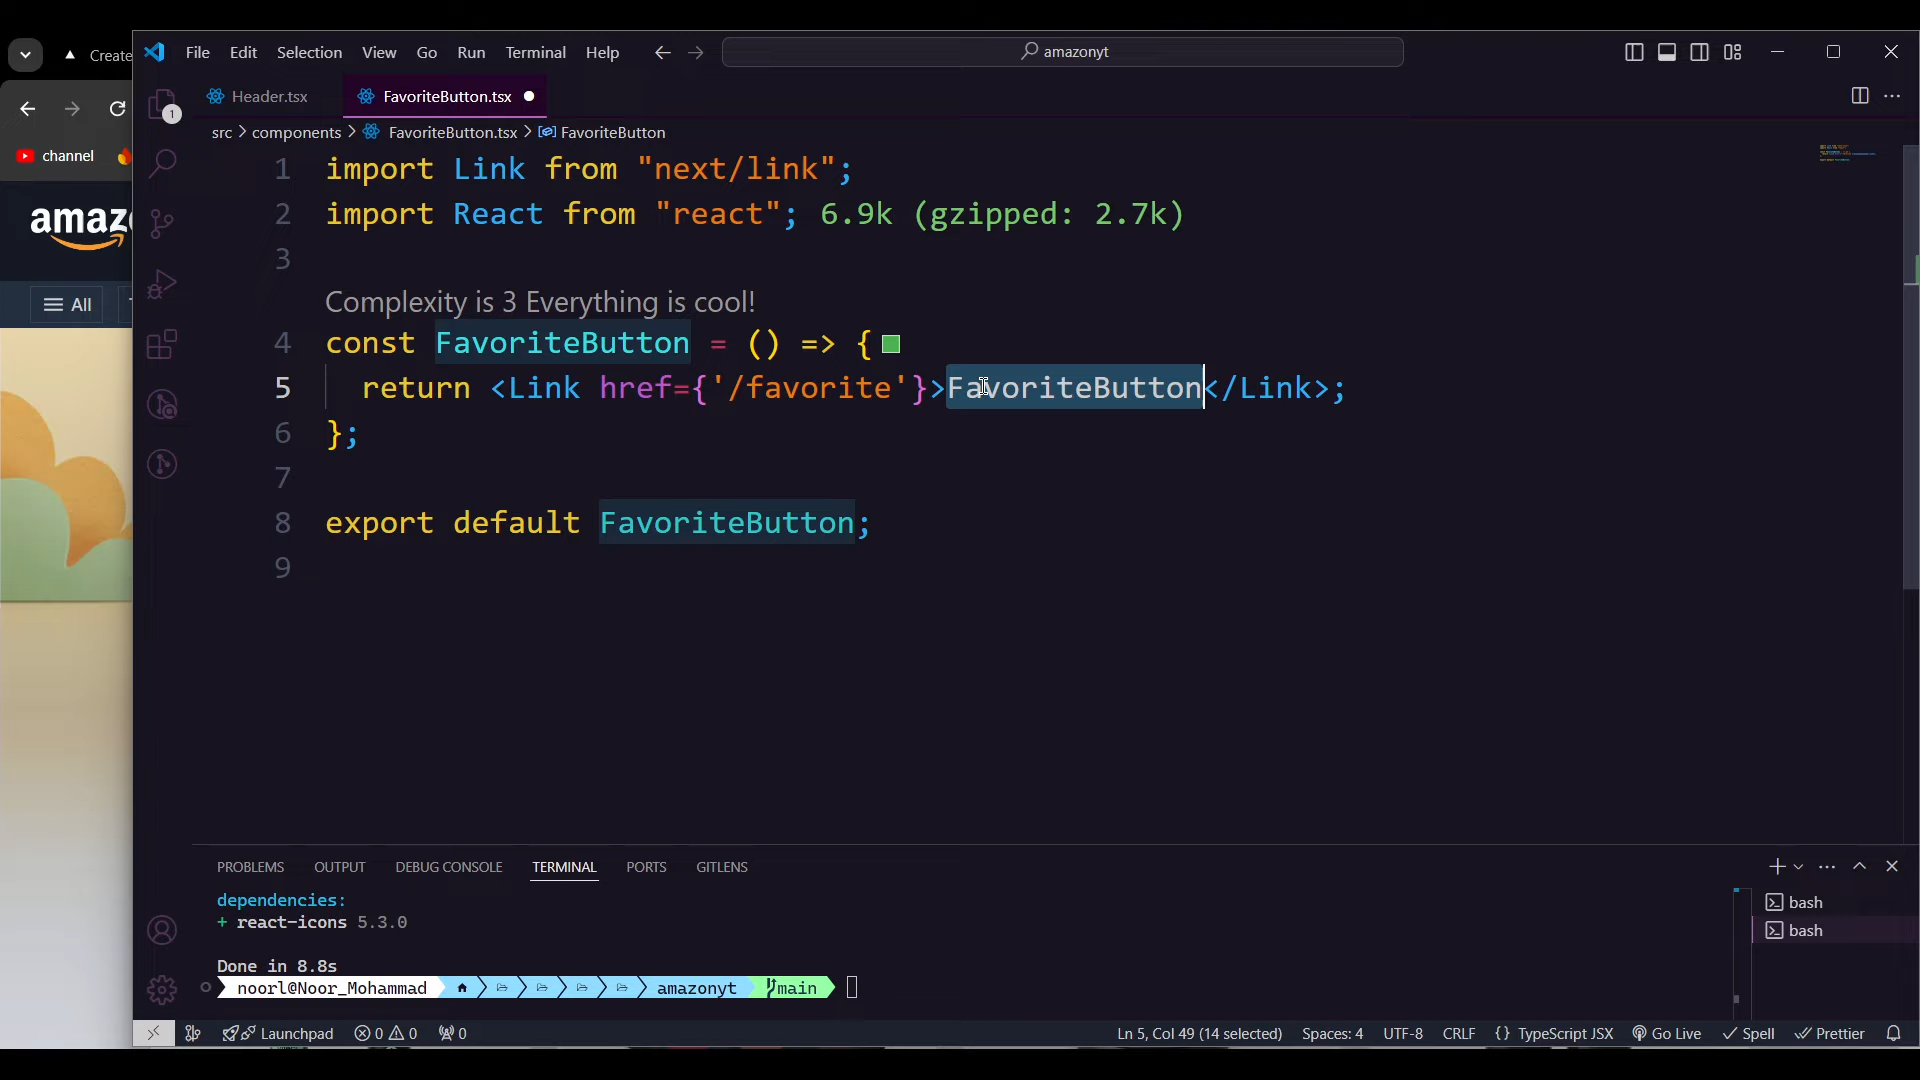 Create
File Edit Selection View Go Run Terminal Help
amazonyt
Header.tsx
FavoriteButton.tsx
1
src > components > FavoriteButton.tsx > FavoriteButton
channel
All
1 import Link from "next/link";
2 import React from "react"; 6.9k (gzipped: 2.7k)
3
Complexity is 3 Everything is cool!
4 const FavoriteButton = () => {
5 return <Link href={'/favorite'}>FavoriteButton</Link>;
6 };
7
8 export default FavoriteButton;
9
PROBLEMS OUTPUT DEBUG CONSOLE TERMINAL PORTS GITLENS
dependencies:
+ react-icons 5.3.0
Done in 8.8s
noorl@Noor_Mohammad amazonyt main
bash
bash
Launchpad 0 0 0
Ln 5, Col 49 (14 selected) Spaces: 4 UTF-8 CRLF {} TypeScript JSX Go Live Spell Prettier